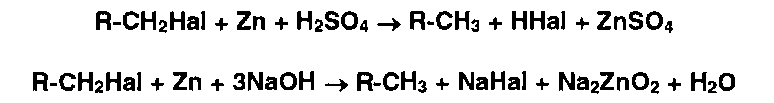 R-CH₂Hal + Zn + H₂SO₄ → R-CH₃ + HHal + ZnSO₄
R-CH₂Hal + Zn + 3NaOH → R-CH₃ + NaHal + Na₂ZnO₂ + H₂O